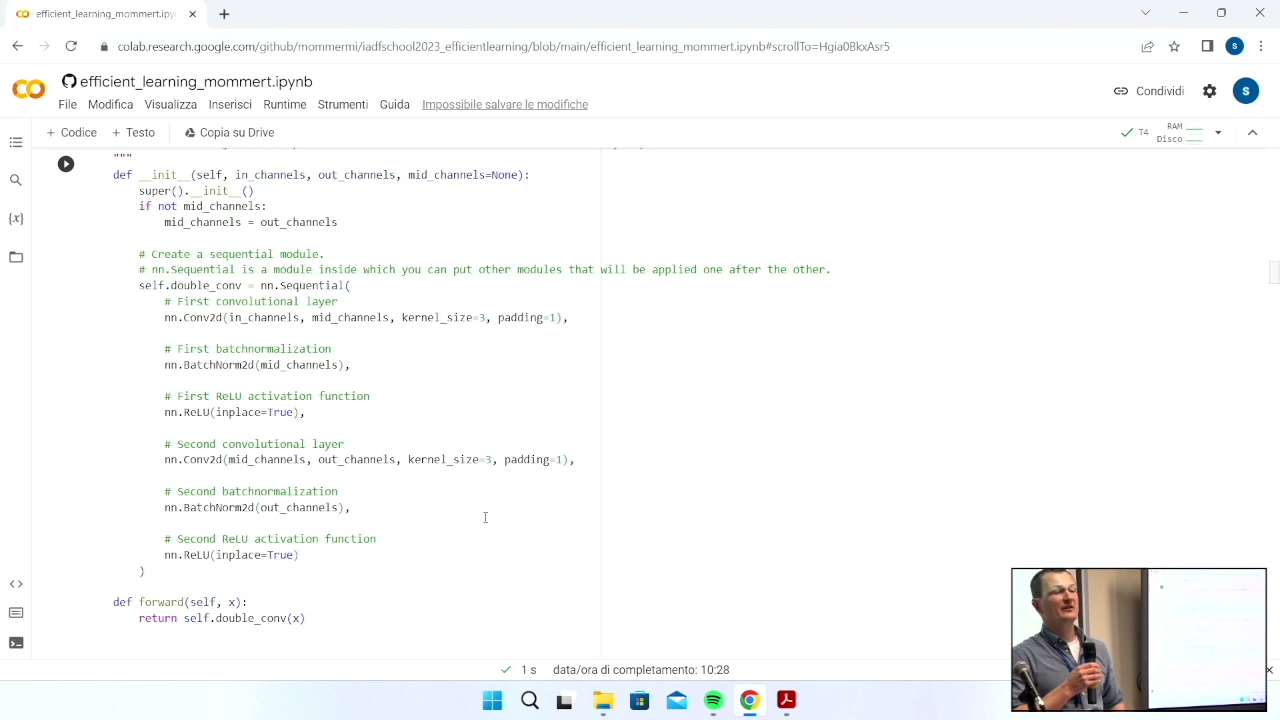 efficient_learning_mommert.ipyn
colab.research.google.com/github/mommermi/iadfschool2023_efficientlearning/blob/main/efficient_learning_mommert.ipynb#scrollTo=Hgia0BkxAsr5
S
efficient_learning_mommert.ipynb
File Modifica Visualizza Inserisci Runtime Strumenti Guida Impossibile salvare le modifiche
Condividi
S
+ Codice + Testo Copia su Drive
T4 RAM
Disco
"""
def __init__(self, in_channels, out_channels, mid_channels=None):
super().__init__()
if not mid_channels:
mid_channels = out_channels
# Create a sequential module.
# nn.Sequential is a module inside which you can put other modules that will be applied one after the other.
self.double_conv = nn.Sequential(
# First convolutional layer
nn.Conv2d(in_channels, mid_channels, kernel_size=3, padding=1),
# First batchnormalization
nn.BatchNorm2d(mid_channels),
# First ReLU activation function
nn.ReLU(inplace=True),
# Second convolutional layer
nn.Conv2d(mid_channels, out_channels, kernel_size=3, padding=1),
# Second batchnormalization
nn.BatchNorm2d(out_channels),
# Second ReLU activation function
nn.ReLU(inplace=True)
)
def forward(self, x):
return self.double_conv(x)
{x}
1 s data/ora di completamento: 10:28